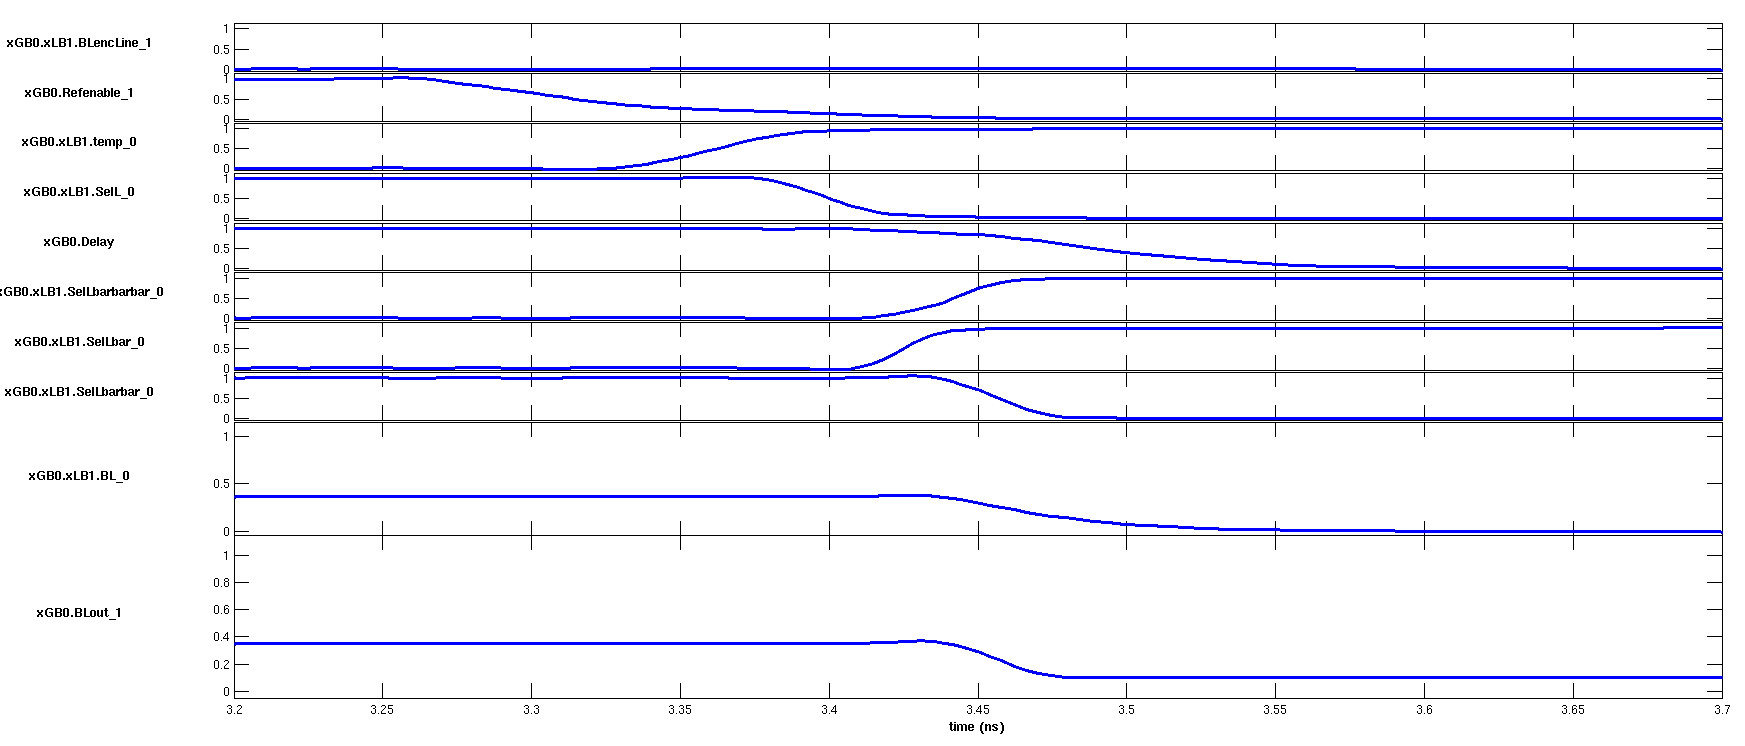 xGB0.xLB1.BLencLine_1
1
0.5
0
xGB0.Refenable_1
1
0.5
0
xGB0.xLB1.temp_0
1
0.5
0
xGB0.xLB1.SelL_0
1
0.5
0
xGB0.Delay
1
0.5
0
xGB0.xLB1.SelLbarbarbar_0
1
0.5
0
xGB0.xLB1.SelLbar_0
1
0.5
0
xGB0.xLB1.SelLbarbar_0
1
0.5
0
xGB0.xLB1.BL_0
1
0.5
0
xGB0.BLout_1
1
0.8
0.6
0.4
0.2
0
3.2 3.25 3.3 3.35 3.4 3.45 3.5 3.55 3.6 3.65 3.7
time (ns)